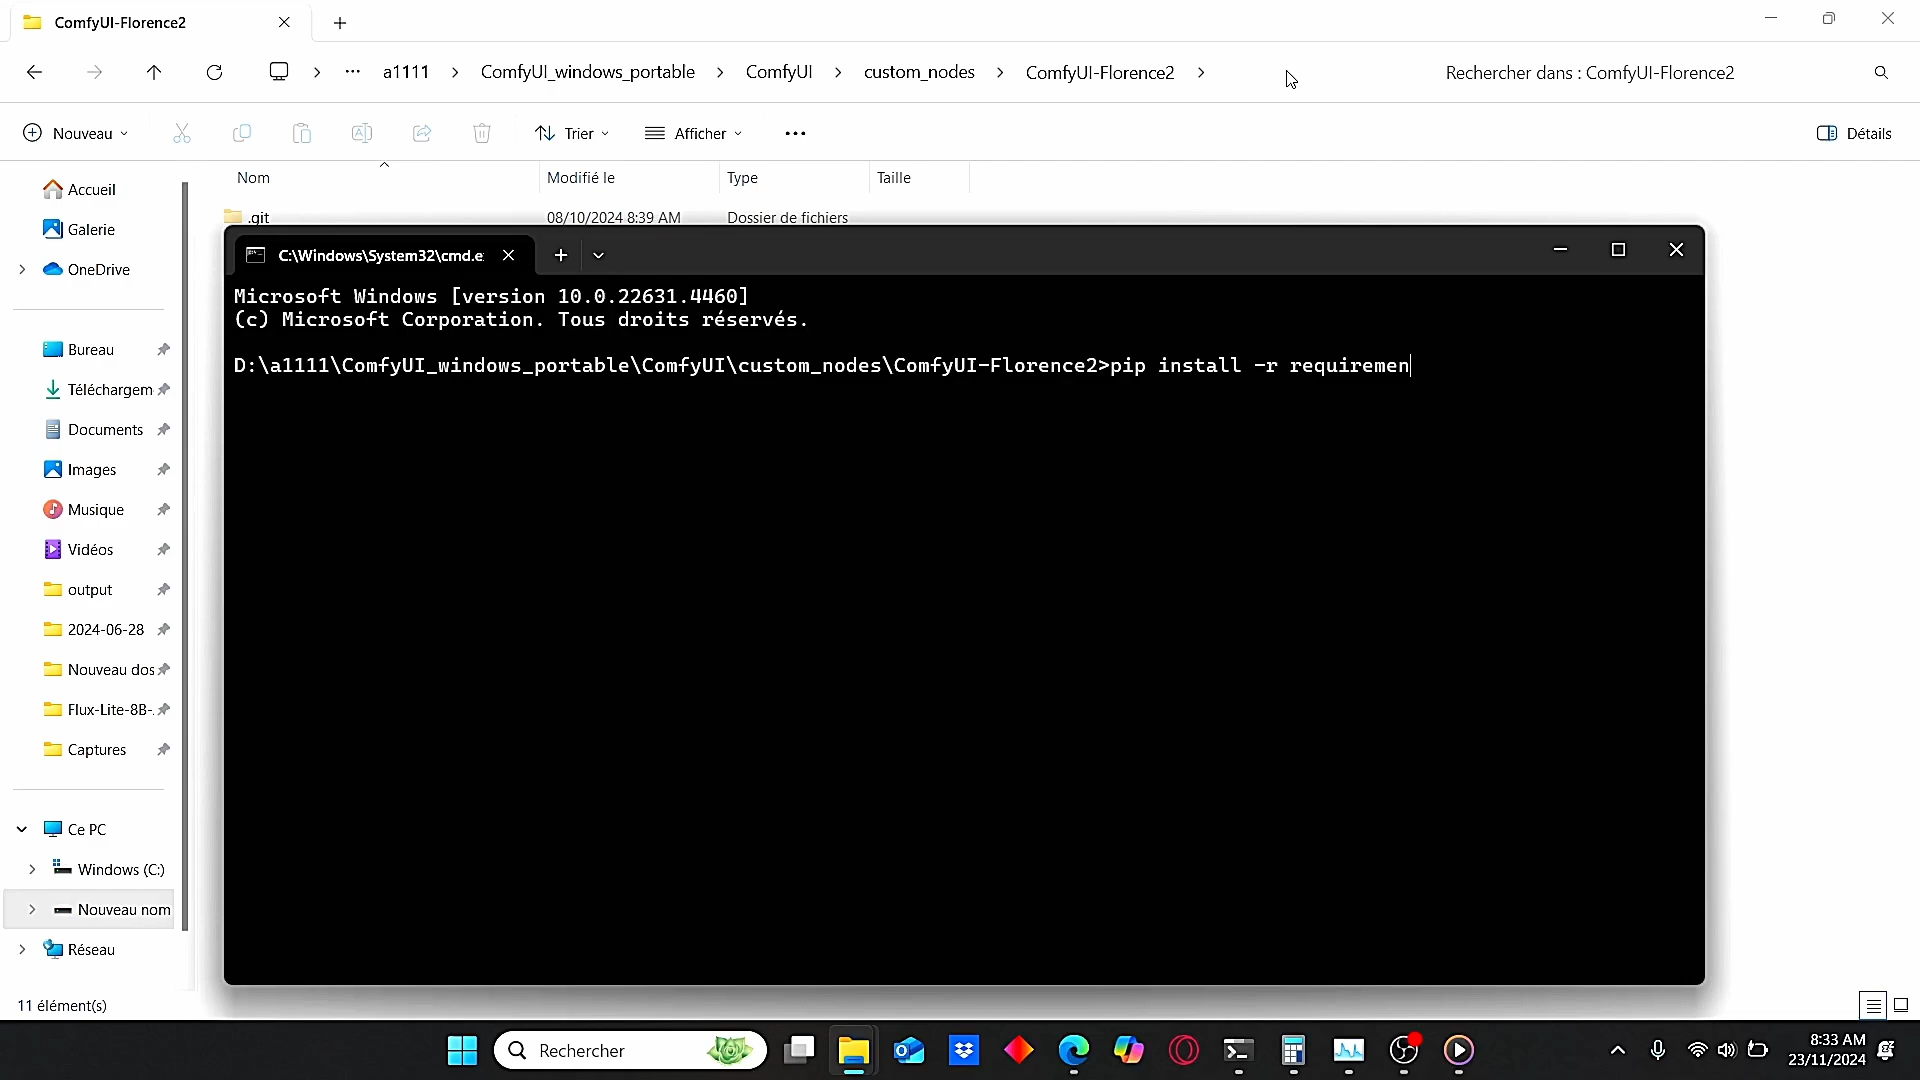 ComfyUI-Florence2
a1111 > ComfyUI_windows_portable > ComfyUI > custom_nodes > ComfyUI-Florence2 >
Rechercher dans : ComfyUI-Florence2
Nouveau
Trier
Afficher
Détails
Nom
Modifié le
Type
Taille
.git
08/10/2024 8:39 AM
Dossier de fichiers
Accueil
Galerie
OneDrive
Bureau
Téléchargem
Documents
Images
Musique
Vidéos
output
2024-06-28
Nouveau dos
Flux-Lite-8B-.
Captures
Ce PC
Windows (C:)
Nouveau nom
Réseau
11 élément(s)
C:\Windows\System32\cmd.e
Microsoft Windows [version 10.0.22631.4460]
(c) Microsoft Corporation. Tous droits réservés.
D:\a1111\ComfyUI_windows_portable\ComfyUI\custom_nodes\ComfyUI-Florence2>pip install -r requiremen
Rechercher
8:33 AM
23/11/2024